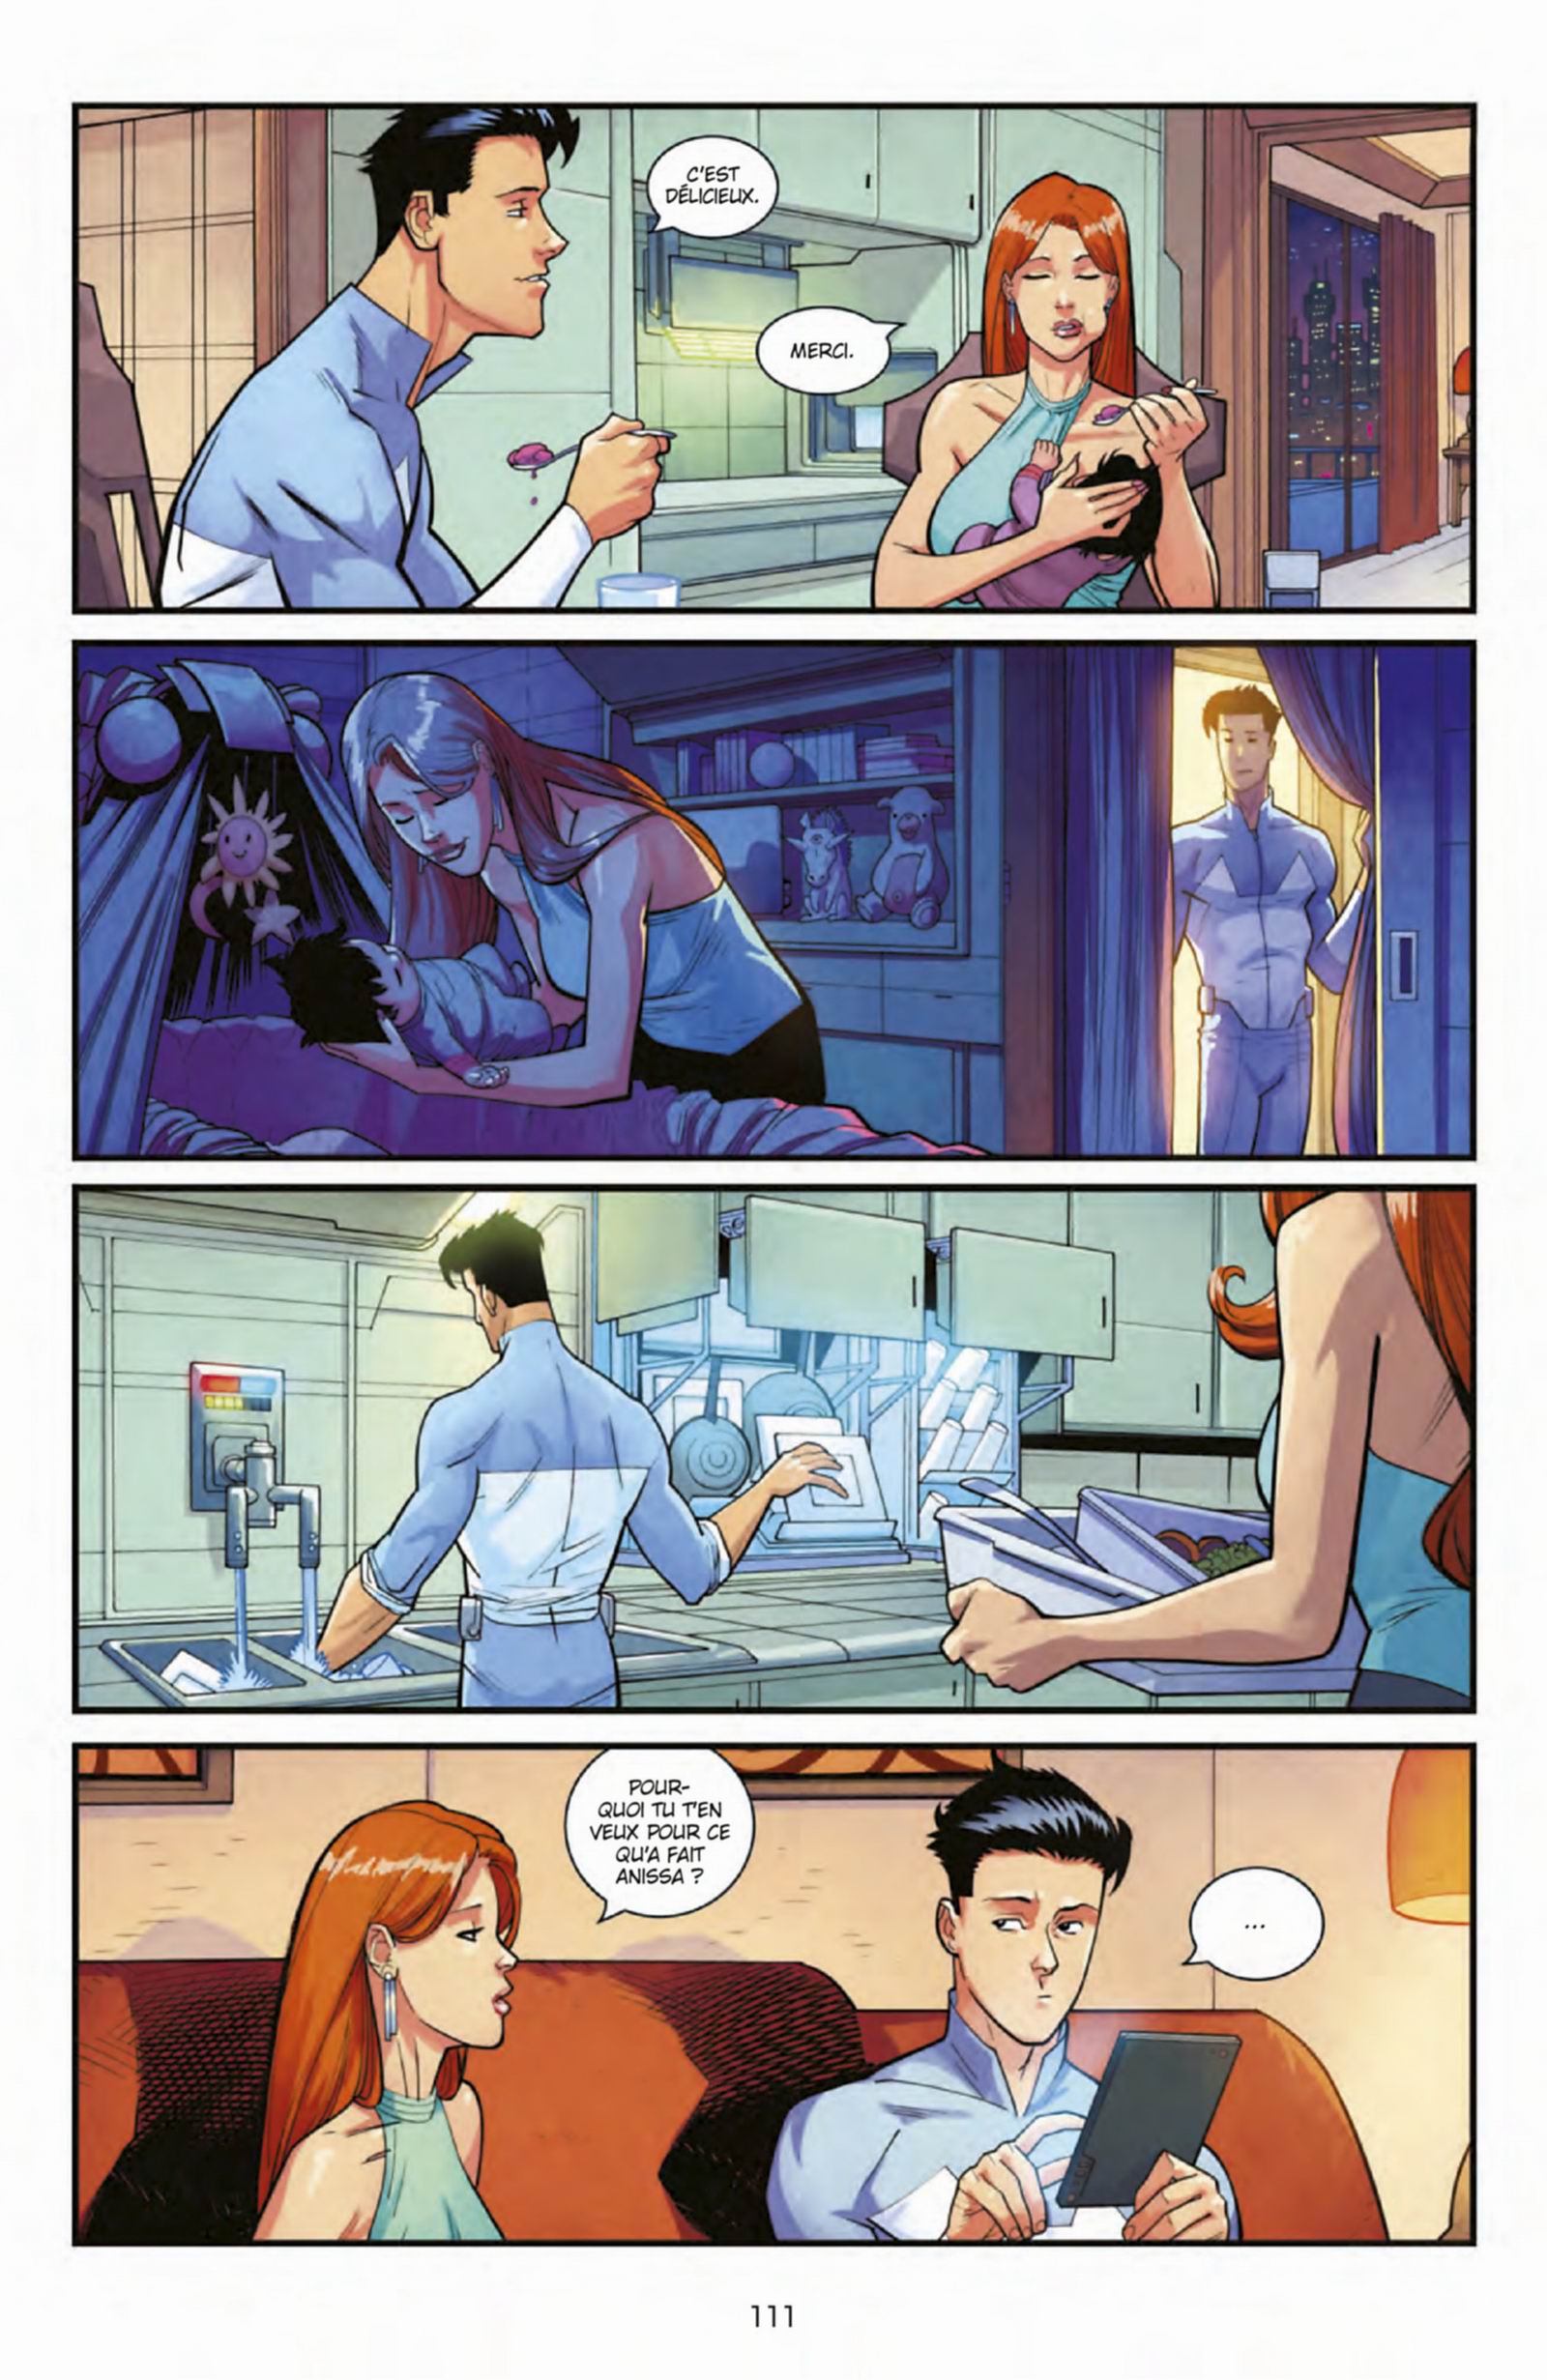 C'EST
DÉLICIEUX.
MERCI.
POUR-
QUOI TU T'EN
VEUX POUR CE
QU'A FAIT
ANISSA ?
...
111